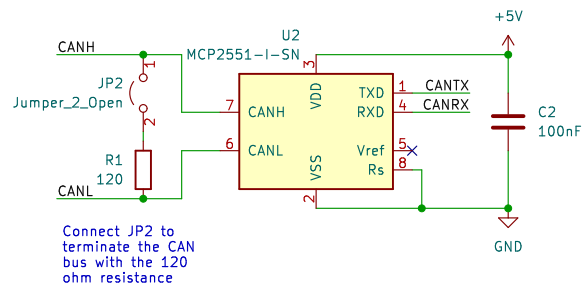 +5V
U2
MCP2551-I-SN
CANH
JP2
Jumper_2_Open
1
2
R1
120
CANL
7 CANH
6 CANL
3
VDD
VSS
2
TXD 1 CANTX
RXD 4 CANRX
Vref 5
Rs 8
C2
100nF
GND
Connect JP2 to
terminate the CAN
bus with the 120
ohm resistance